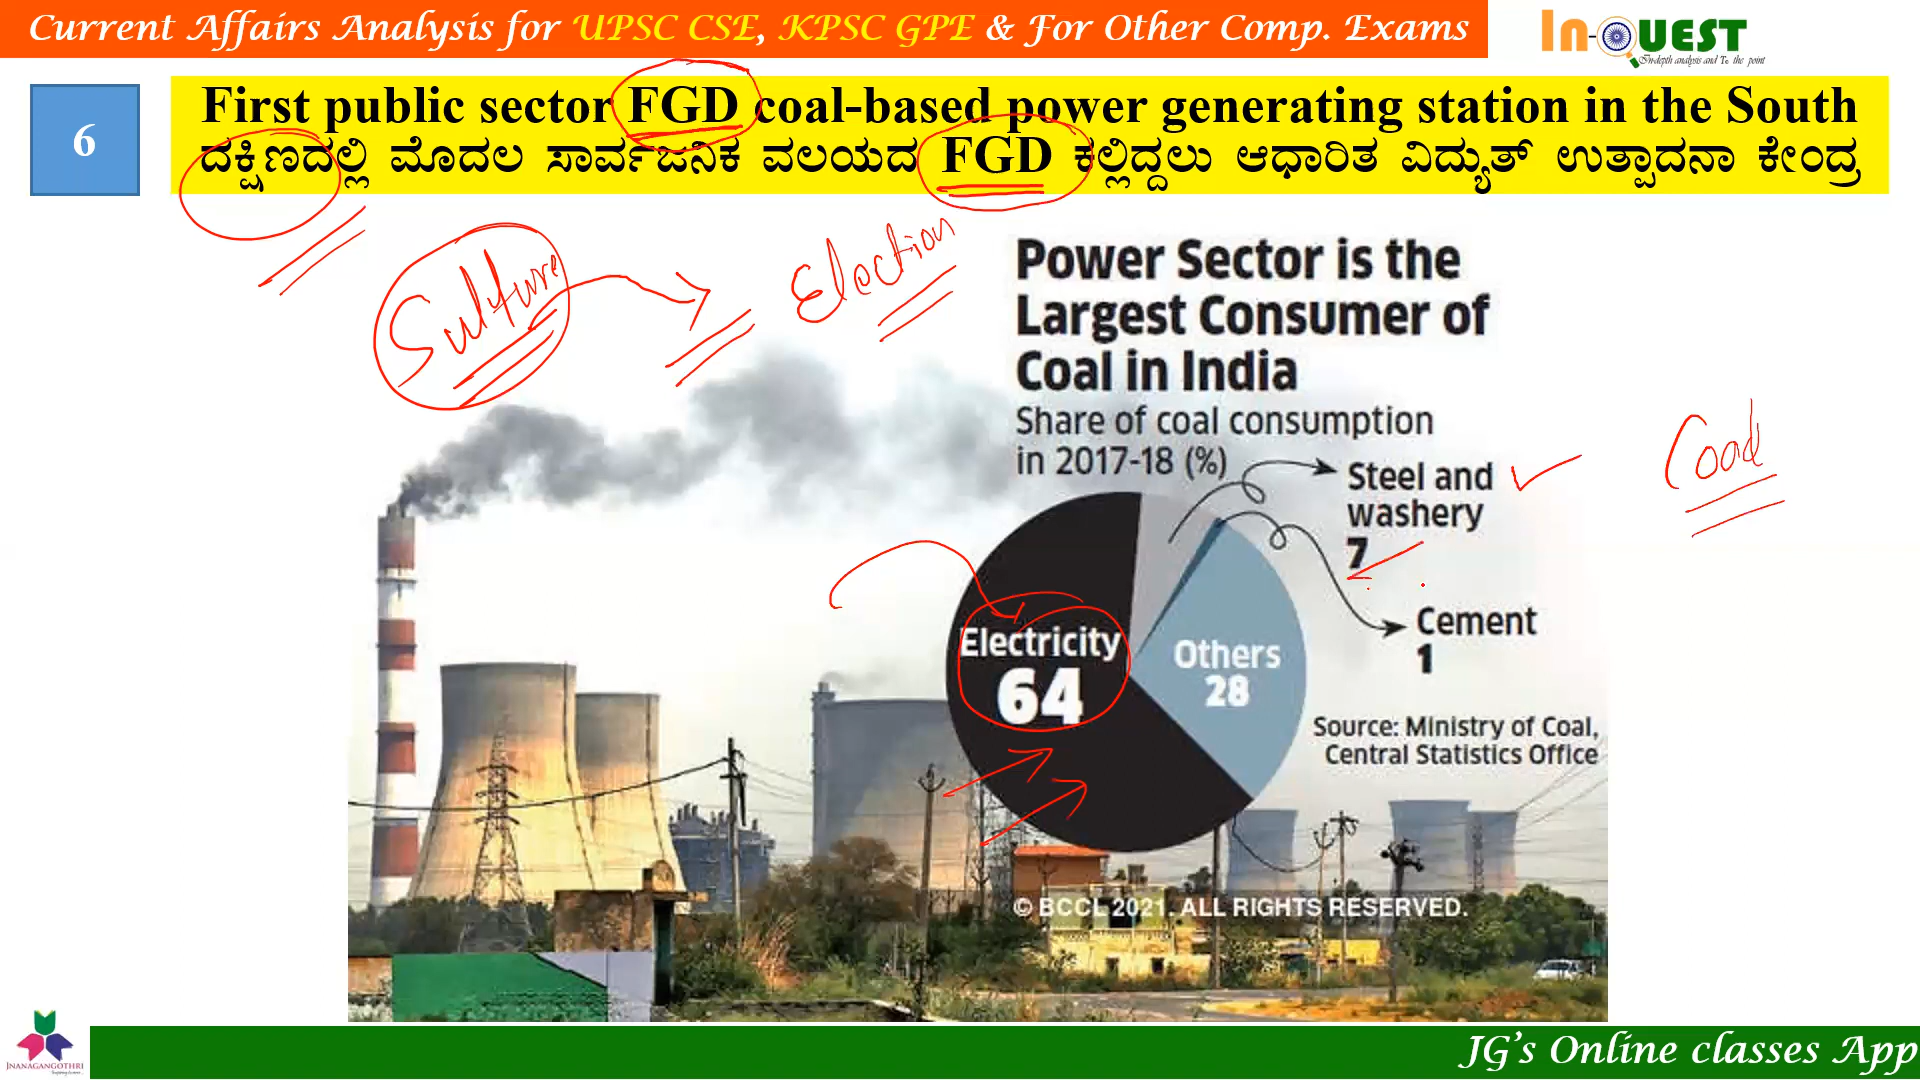 Current Affairs Analysis for UPSC CSE, KPSC GPE & For Other Comp. Exams
In-QUEST
In-depth analysis and To the point
6
First public sector FGD coal-based power generating station in the South
ದಕ್ಷಿಣದಲ್ಲಿ ಮೊದಲ ಸಾರ್ವಜನಿಕ ವಲಯದ FGD ಕಲ್ಲಿದ್ದಲು ಆಧಾರಿತ ವಿದ್ಯುತ್ ಉತ್ಪಾದನಾ ಕೇಂದ್ರ
Election
Power Sector is the
Largest Consumer of
Coal in India
Share of coal consumption
in 2017-18 (%)
Steel and
washery
7
Cement
1
Electricity
64
Others
28
Source: Ministry of Coal,
Central Statistics Office
© BCCL 2021. ALL RIGHTS RESERVED.
JNANAGANGOTHRI
JG's Online classes App